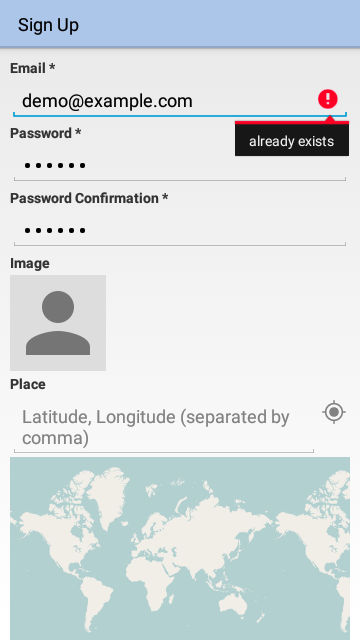 Sign Up
Email *
demo@example.com
already exists
Password *
••••••
Password Confirmation *
••••••
Image
Place
Latitude, Longitude (separated by
comma)